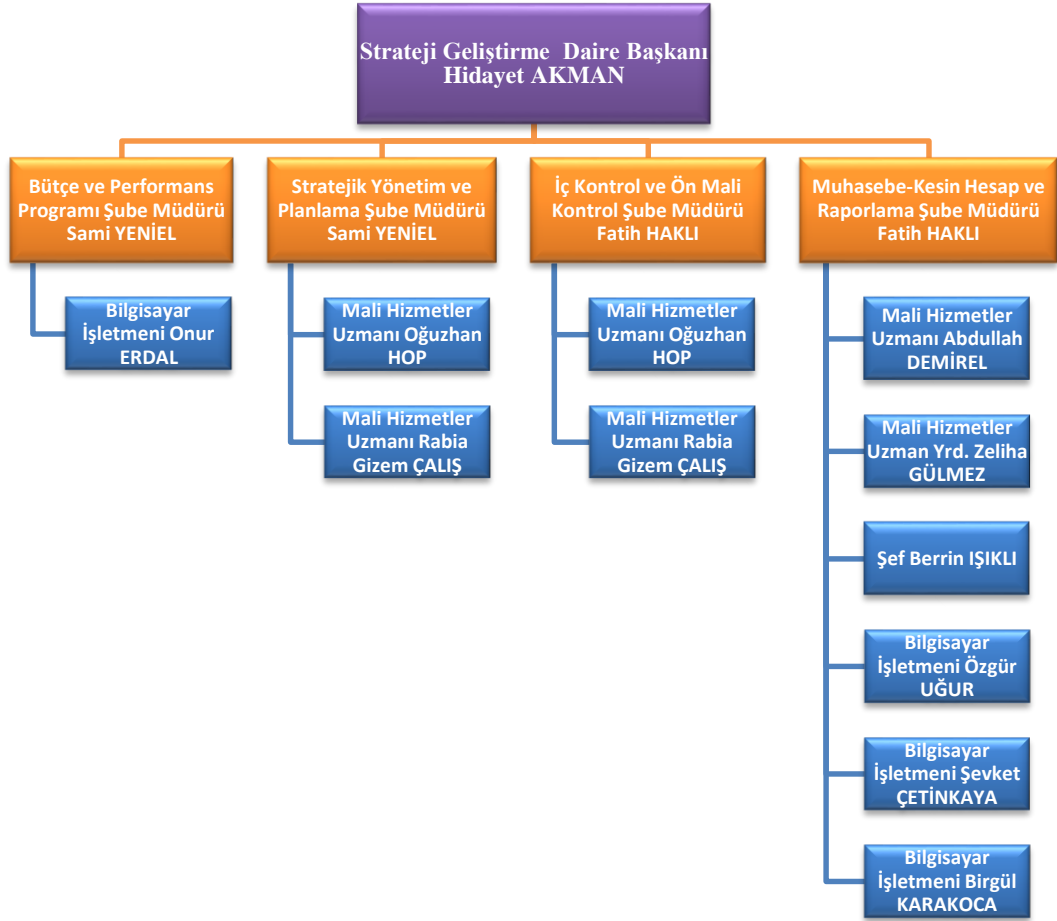 Strateji Geliştirme Daire Başkanı
Hidayet AKMAN
Bütçe ve Performans
Programı Şube Müdürü
Sami YENİEL
Stratejik Yönetim ve
Planlama Şube Müdürü
Sami YENİEL
İç Kontrol ve Ön Mali
Kontrol Şube Müdürü
Fatih HAKLI
Muhasebe-Kesin Hesap ve
Raporlama Şube Müdürü
Fatih HAKLI
Bilgisayar
İşletmeni Onur
ERDAL
Mali Hizmetler
Uzmanı Oğuzhan
HOP
Mali Hizmetler
Uzmanı Rabia
Gizem ÇALIŞ
Mali Hizmetler
Uzmanı Oğuzhan
HOP
Mali Hizmetler
Uzmanı Rabia
Gizem ÇALIŞ
Mali Hizmetler
Uzmanı Abdullah
DEMİREL
Mali Hizmetler
Uzman Yrd. Zeliha
GÜLMEZ
Şef Berrin IŞIKLI
Bilgisayar
İşletmeni Özgür
UĞUR
Bilgisayar
İşletmeni Şevket
ÇETİNKAYA
Bilgisayar
İşletmeni Birgül
KARAKOCA